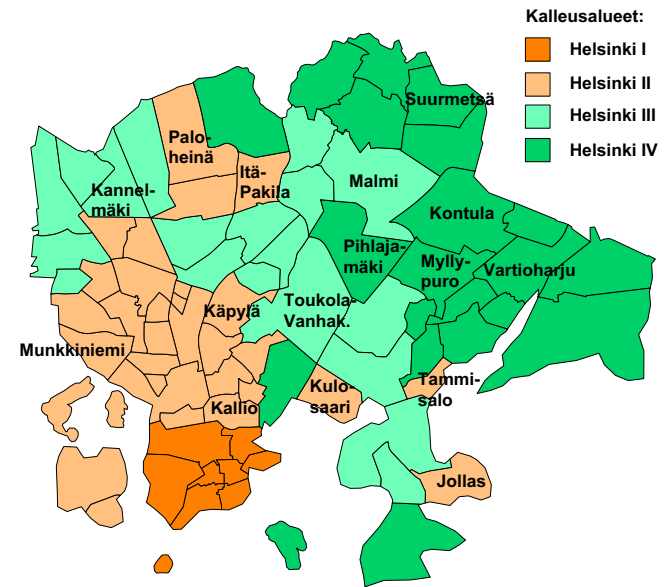 Kalleusalueet:
Helsinki I
Helsinki II
Helsinki III
Helsinki IV
Suurmetsä
Palo-
heinä
Itä-
Pakila
Malmi
Kannel-
mäki
Kontula
Pihlaja-
mäki
Mylly-
puro
Vartioharju
Käpylä
Toukola-
Vanhak.
Munkkiniemi
Kallio
Kulo-
saari
Tammi-
salo
Jollas